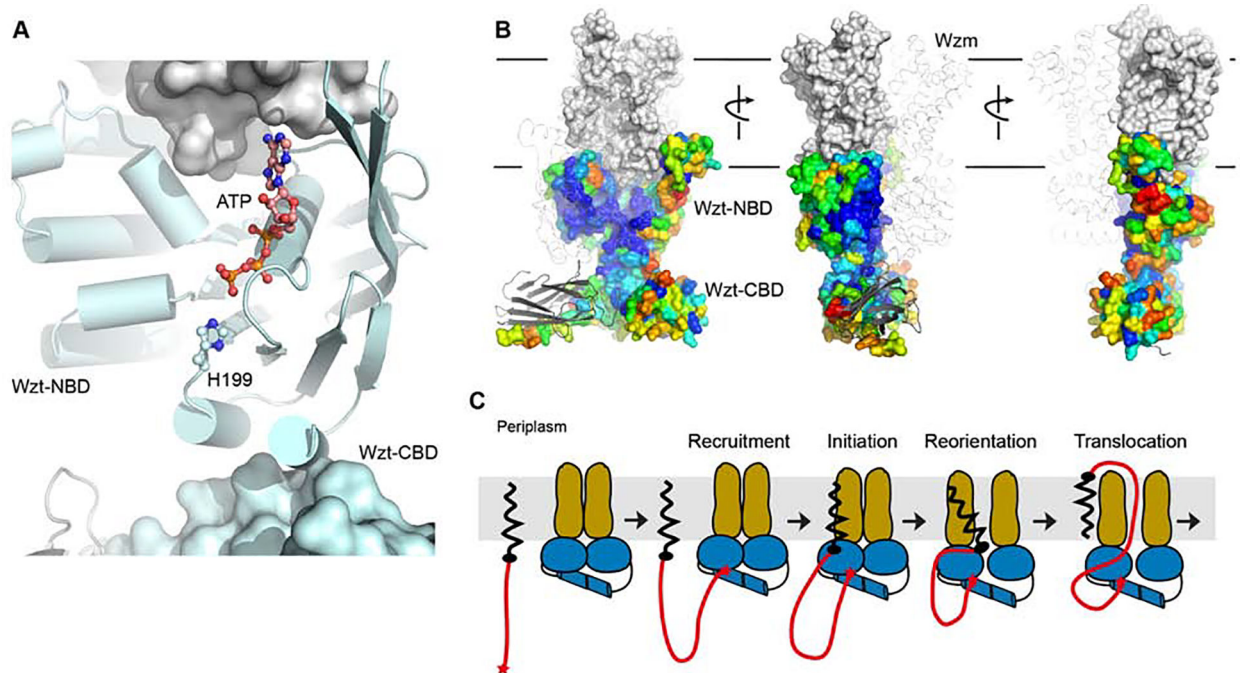 A
ATP
H199
Wzt-NBD
Wzt-CBD
B
Wzm
Wzt-NBD
Wzt-CBD
C
Periplasm
Recruitment
Initiation
Reorientation
Translocation